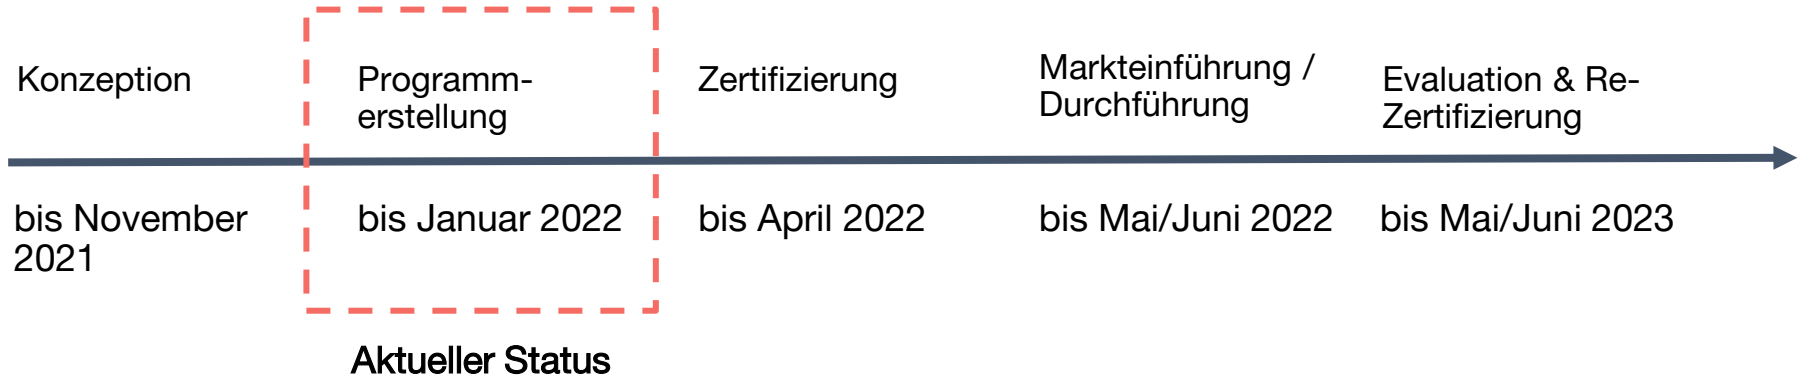 Konzeption
Programm-
erstellung
Zertifizierung
Markteinführung /
Durchführung
Evaluation & Re-
Zertifizierung
bis November
2021
bis Januar 2022
bis April 2022
bis Mai/Juni 2022
bis Mai/Juni 2023
Aktueller Status